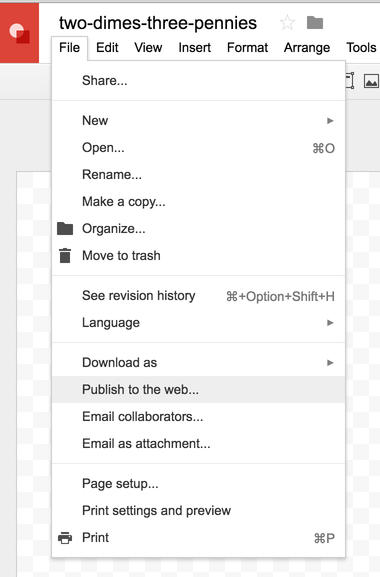 two-dimes-three-pennies
File Edit View Insert Format Arrange Tools
Share...
New
Open... ⌘O
Rename...
Make a copy...
Organize...
Move to trash
See revision history ⌘+Option+Shift+H
Language
Download as
Publish to the web...
Email collaborators...
Email as attachment...
Page setup...
Print settings and preview
Print ⌘P